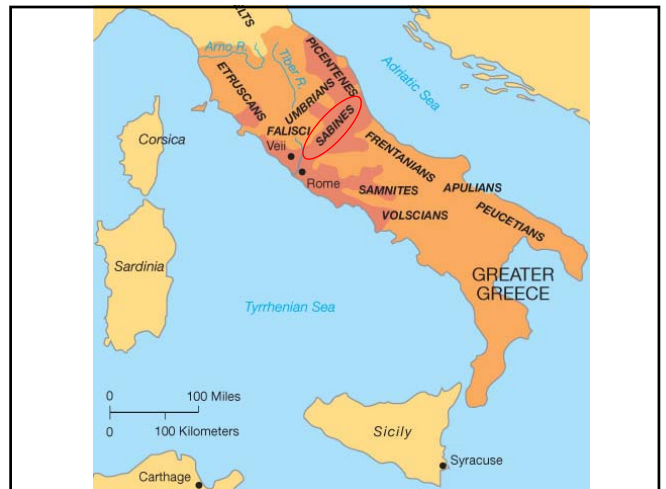 LTS
Arno R.
Tiber R.
PICENTENES
Adriatic Sea
ETRUSCANS
UMBRIANS
Corsica
FALISCI
SABINES
Veii
FRENTANIANS
Rome
SAMNITES
APULIANS
VOLSCIANS
PEUCETIANS
Sardinia
GREATER
GREECE
Tyrrhenian Sea
0 100 Miles
0 100 Kilometers
Sicily
Syracuse
Carthage